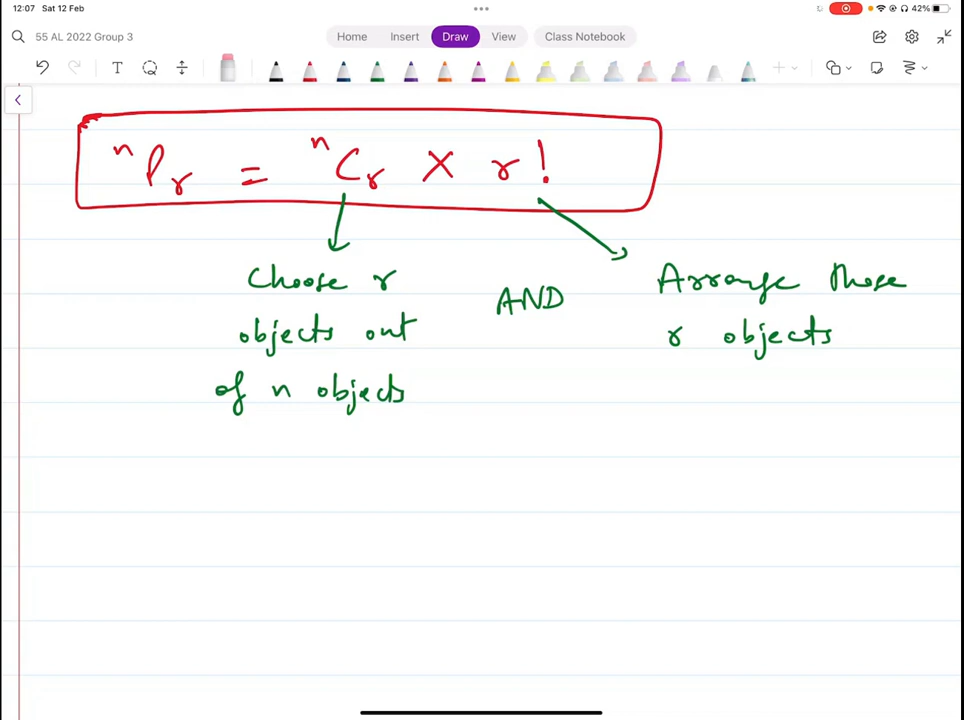 12:07 Sat 12 Feb 42%
55 AL 2022 Group 3 Home Insert Draw View Class Notebook
T
ⁿPᵣ = ⁿCᵣ × r!
Choose r AND Arrange those
objects out r objects
of n objects